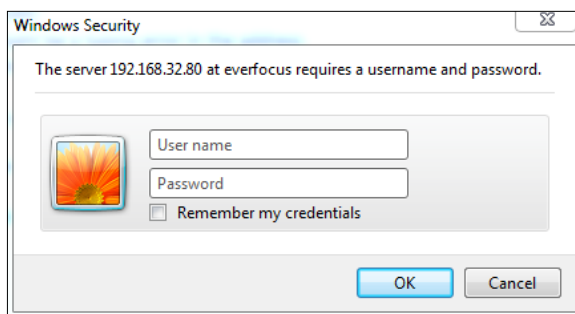 Windows Security
The server 192.168.32.80 at everfocus requires a username and password.
User name
Password
Remember my credentials
OK
Cancel